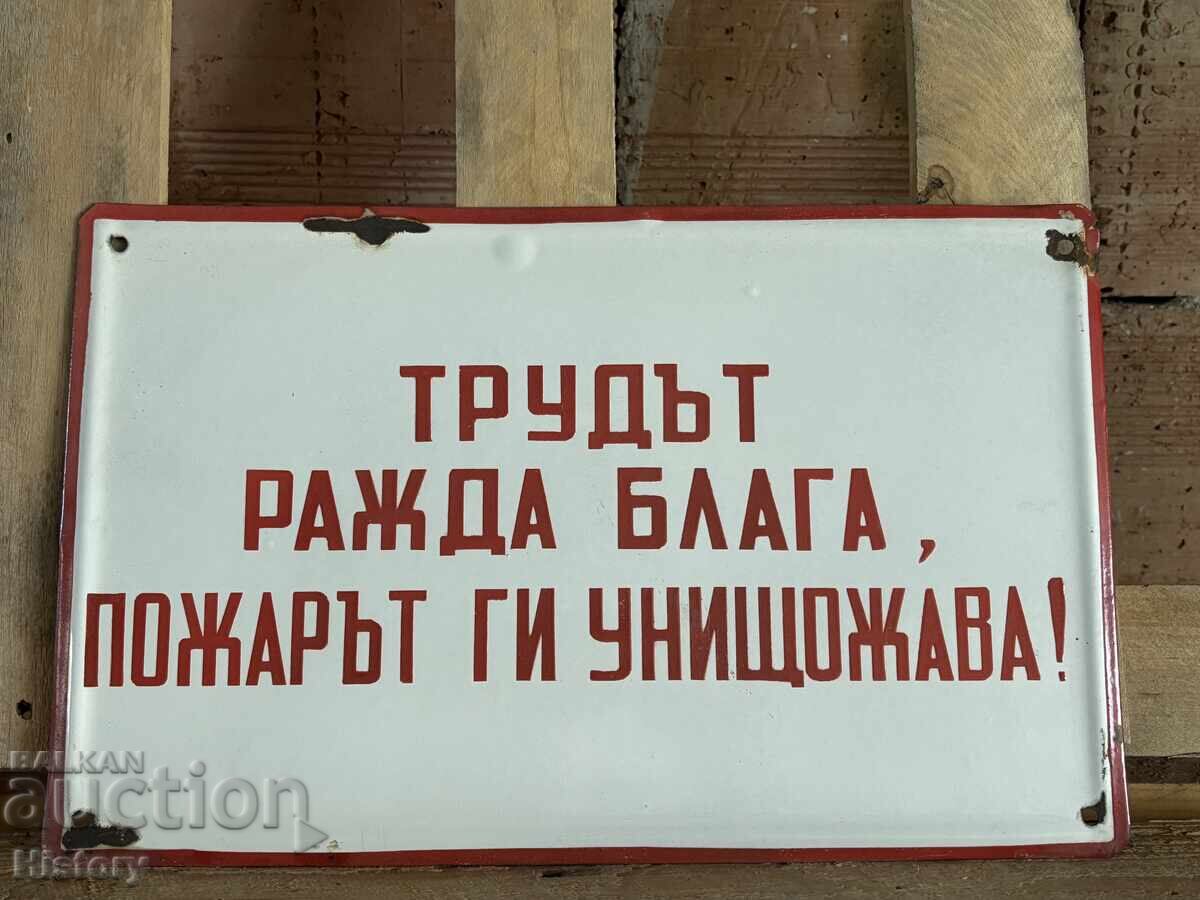 ТРУДЪТ
РАЖДА БЛАГА,
ПОЖАРЪТ ГИ УНИЩОЖАВА!
BALKAN
auction
History